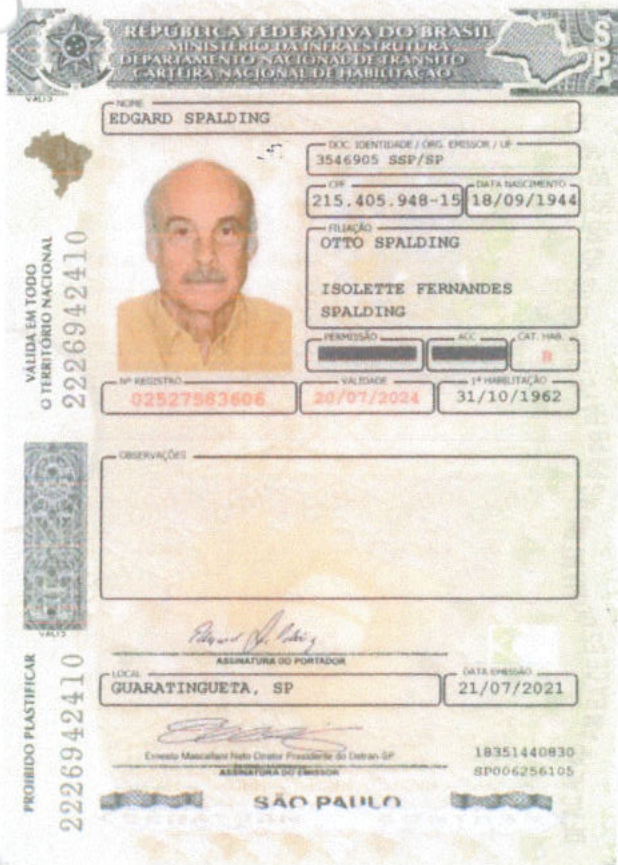 REPÚBLICA FEDERATIVA DO BRASIL
MINISTÉRIO DA INFRAESTRUTURA
DEPARTAMENTO NACIONAL DE TRÂNSITO
CARTEIRA NACIONAL DE HABILITAÇÃO
SP
NOME
EDGARD SPALDING
DOC. IDENTIDADE / ORG. EMISSOR / UF
3546905 SSP/SP
CPF
215.405.948-15
DATA NASCIMENTO
18/09/1944
FILIAÇÃO
OTTO SPALDING
ISOLETTE FERNANDES
SPALDING
PERMISSÃO
ACC
CAT. HAB.
B
Nº REGISTRO
02527583606
VALIDADE
20/07/2024
1ª HABILITAÇÃO
31/10/1962
VÁLIDA EM TODO
O TERRITÓRIO NACIONAL
2226942410
OBSERVAÇÕES
ASSINATURA DO PORTADOR
LOCAL
GUARATINGUETA, SP
DATA EMISSÃO
21/07/2021
Ernesto Mascellani Neto Diretor Presidente do Detran-SP
ASSINATURA DO EMISSOR
18351440830
SP006256105
PROIBIDO PLASTIFICAR
2226942410
SÃO PAULO